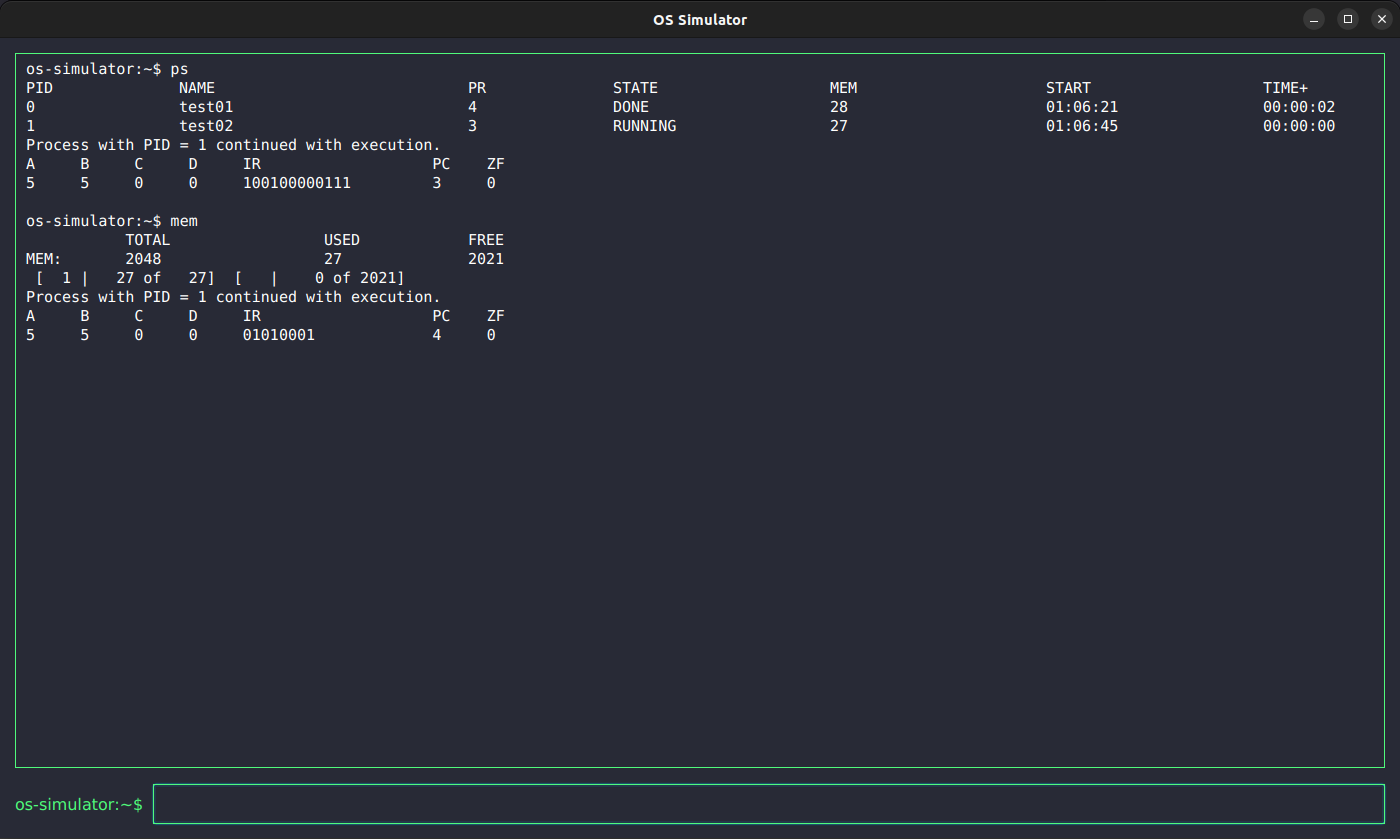 OS Simulator
os-simulator:~$ ps
PID NAME PR STATE MEM START TIME+
0 test01 4 DONE 28 01:06:21 00:00:02
1 test02 3 RUNNING 27 01:06:45 00:00:00
Process with PID = 1 continued with execution.
A B C D IR PC ZF
5 5 0 0 100100000111 3 0
os-simulator:~$ mem
TOTAL USED FREE
MEM: 2048 27 2021
[ 1 | 27 of 27] [ | 0 of 2021]
Process with PID = 1 continued with execution.
A B C D IR PC ZF
5 5 0 0 01010001 4 0
os-simulator:~$